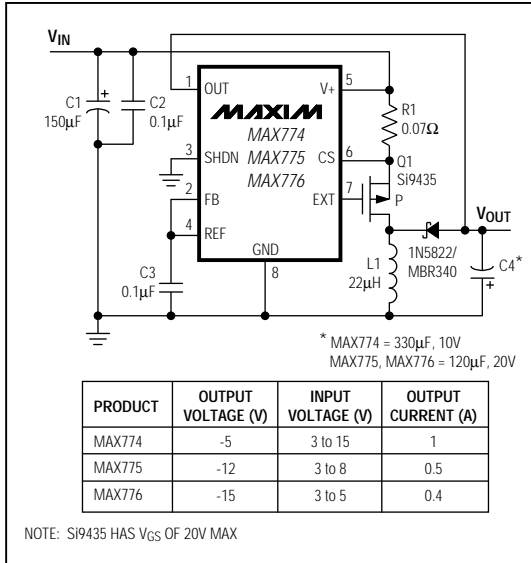 VIN
C1
150µF
+
C2
0.1µF
1
OUT
V+
5
R1
0.07Ω
MAXIM
MAX774
MAX775
MAX776
3
SHDN
CS
6
Q1
Si9435
2
FB
EXT
7
P
4
REF
VOUT
GND
8
C3
0.1µF
L1
22µH
1N5822/
MBR340
C4*
+
* MAX774 = 330µF, 10V
MAX775, MAX776 = 120µF, 20V
PRODUCT OUTPUT VOLTAGE (V) INPUT VOLTAGE (V) OUTPUT CURRENT (A)
MAX774 -5 3 to 15 1
MAX775 -12 3 to 8 0.5
MAX776 -15 3 to 5 0.4
NOTE: Si9435 HAS VGS OF 20V MAX